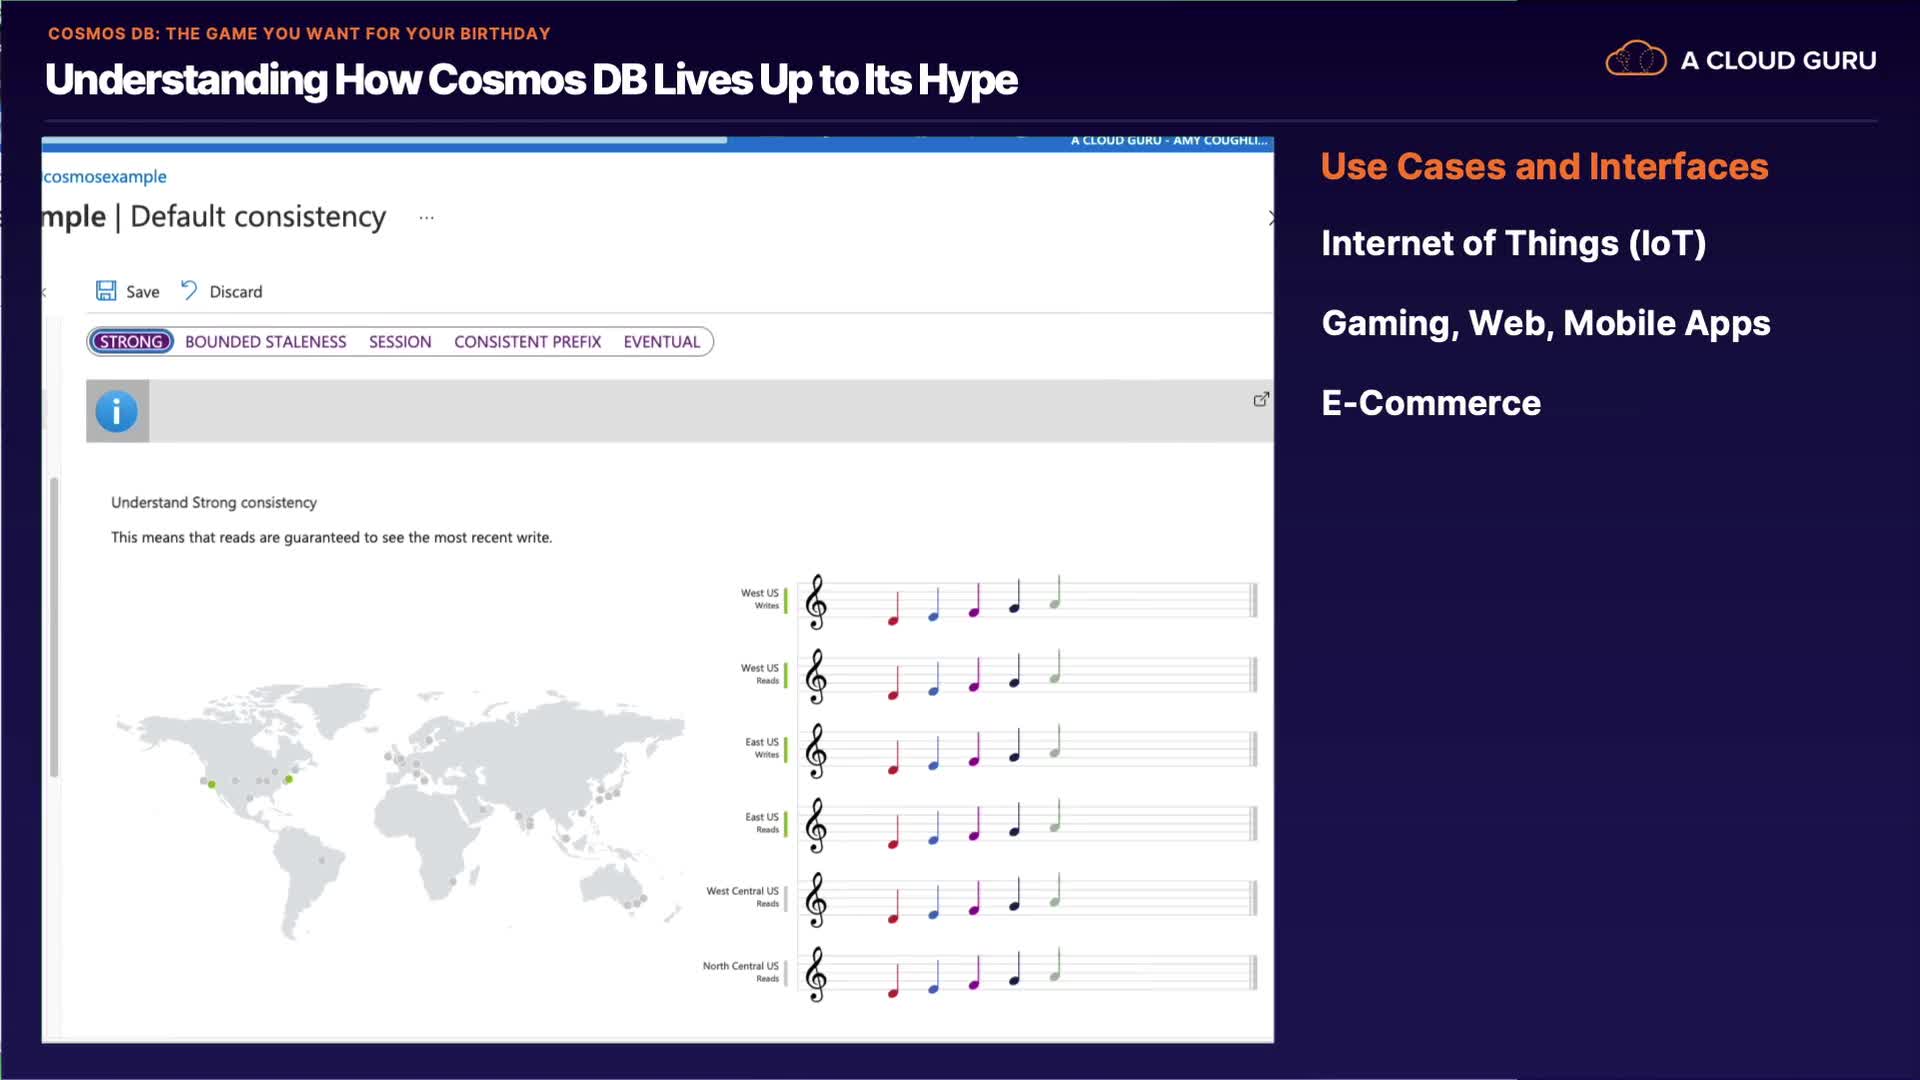 COSMOS DB: THE GAME YOU WANT FOR YOUR BIRTHDAY
Understanding How Cosmos DB Lives Up to Its Hype
A CLOUD GURU
A CLOUD GURU - AMY COUGHLI...
cosmosexample
mple | Default consistency ...
Save Discard
STRONG BOUNDED STALENESS SESSION CONSISTENT PREFIX EVENTUAL
Understand Strong consistency
This means that reads are guaranteed to see the most recent write.
West US
Writes
West US
Reads
East US
Writes
East US
Reads
West Central US
Reads
North Central US
Reads
Use Cases and Interfaces
Internet of Things (IoT)
Gaming, Web, Mobile Apps
E-Commerce